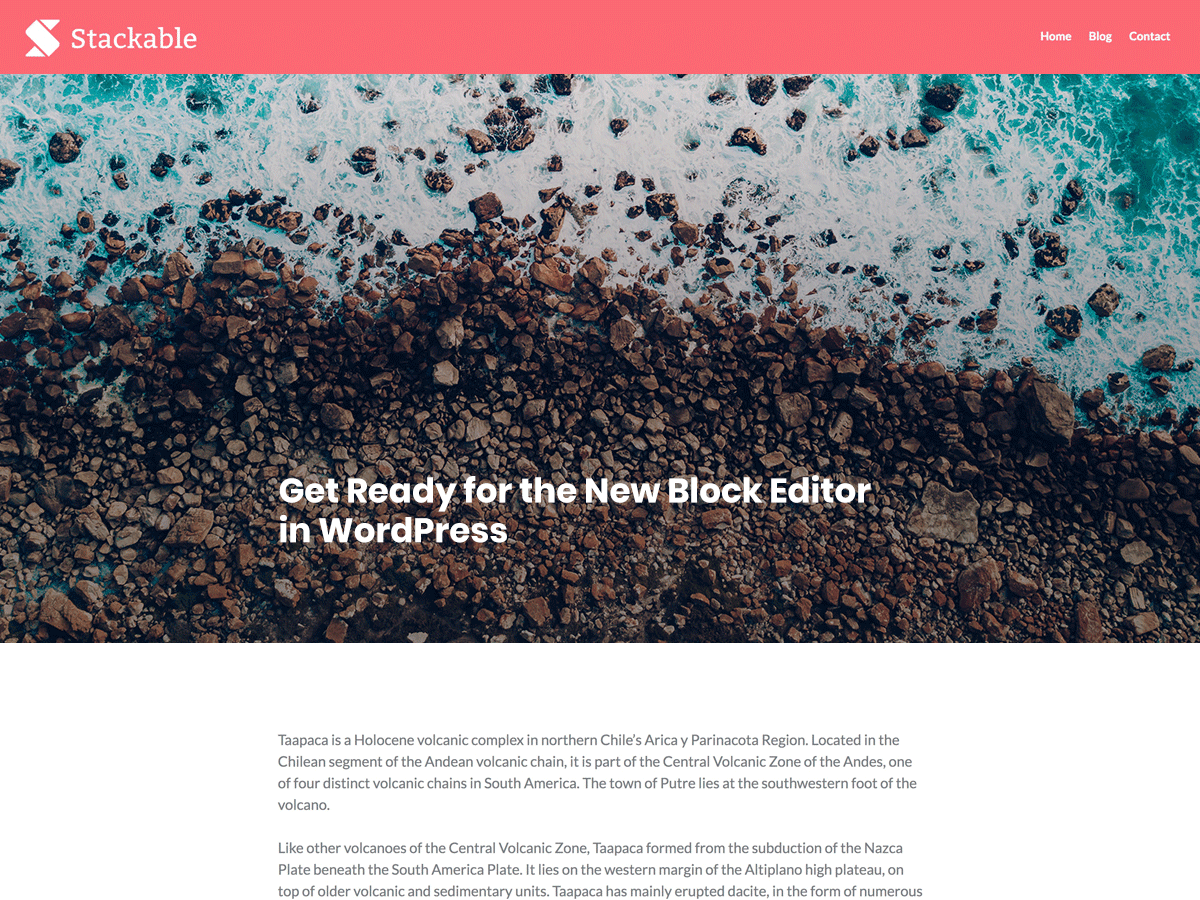 Stackable
Home Blog Contact
Get Ready for the New Block Editor
in WordPress
Taapaca is a Holocene volcanic complex in northern Chile’s Arica y Parinacota Region. Located in the
Chilean segment of the Andean volcanic chain, it is part of the Central Volcanic Zone of the Andes, one
of four distinct volcanic chains in South America. The town of Putre lies at the southwestern foot of the
volcano.
Like other volcanoes of the Central Volcanic Zone, Taapaca formed from the subduction of the Nazca
Plate beneath the South America Plate. It lies on the western margin of the Altiplano high plateau, on
top of older volcanic and sedimentary units. Taapaca has mainly erupted dacite, in the form of numerous